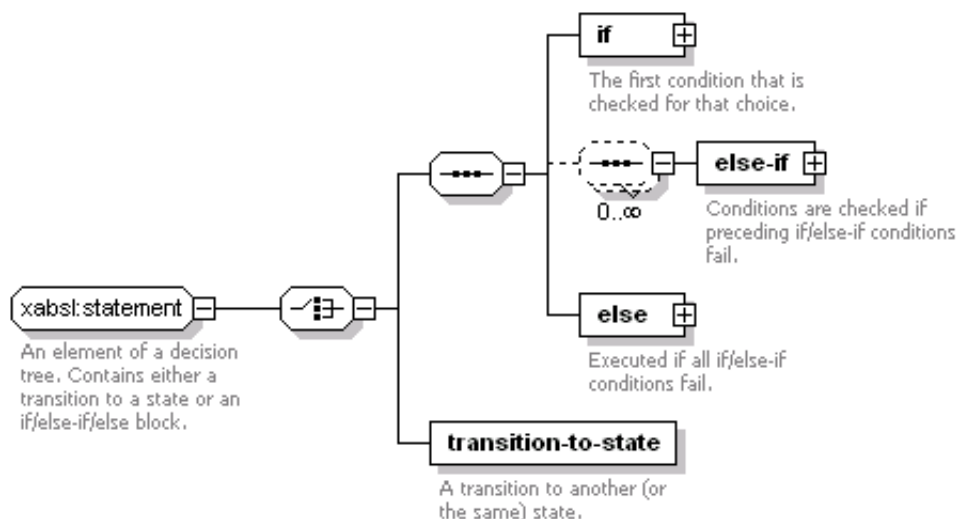 if
The first condition that is
checked for that choice.
else-if
0..∞
Conditions are checked if
preceding if/else-if conditions
fail.
xabsl:statement
An element of a decision
tree. Contains either a
transition to a state or an
if/else-if/else block.
else
Executed if all if/else-if
conditions fail.
transition-to-state
A transition to another (or
the same) state.